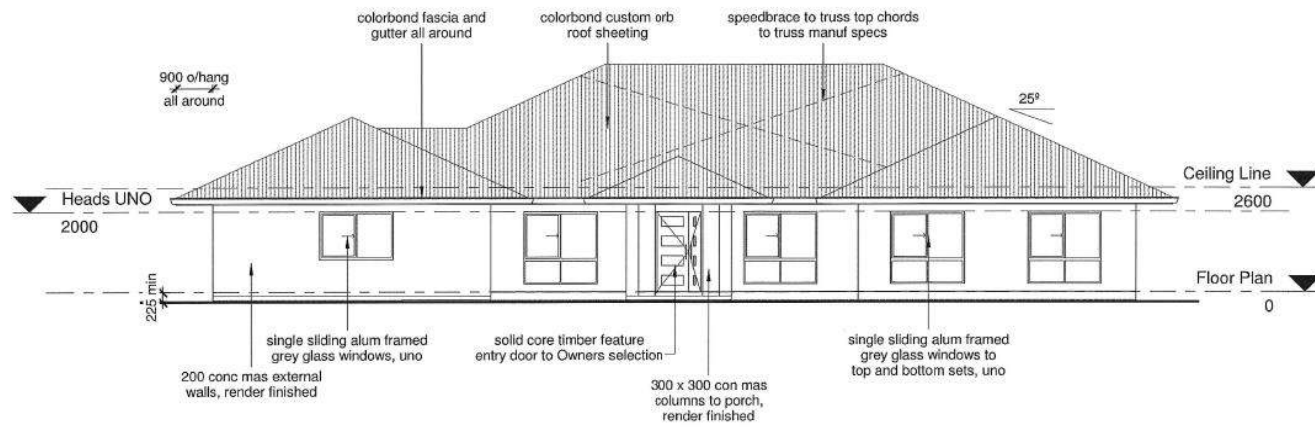 colorbond fascia and
gutter all around
colorbond custom orb
roof sheeting
speedbrace to truss top chords
to truss manuf specs
900 o/hang
all around
25º
Heads UNO
2000
Ceiling Line
2600
225 min
Floor Plan
0
single sliding alum framed
grey glass windows, uno
200 conc mas external
walls, render finished
solid core timber feature
entry door to Owners selection
300 x 300 con mas
columns to porch,
render finished
single sliding alum framed
grey glass windows to
top and bottom sets, uno